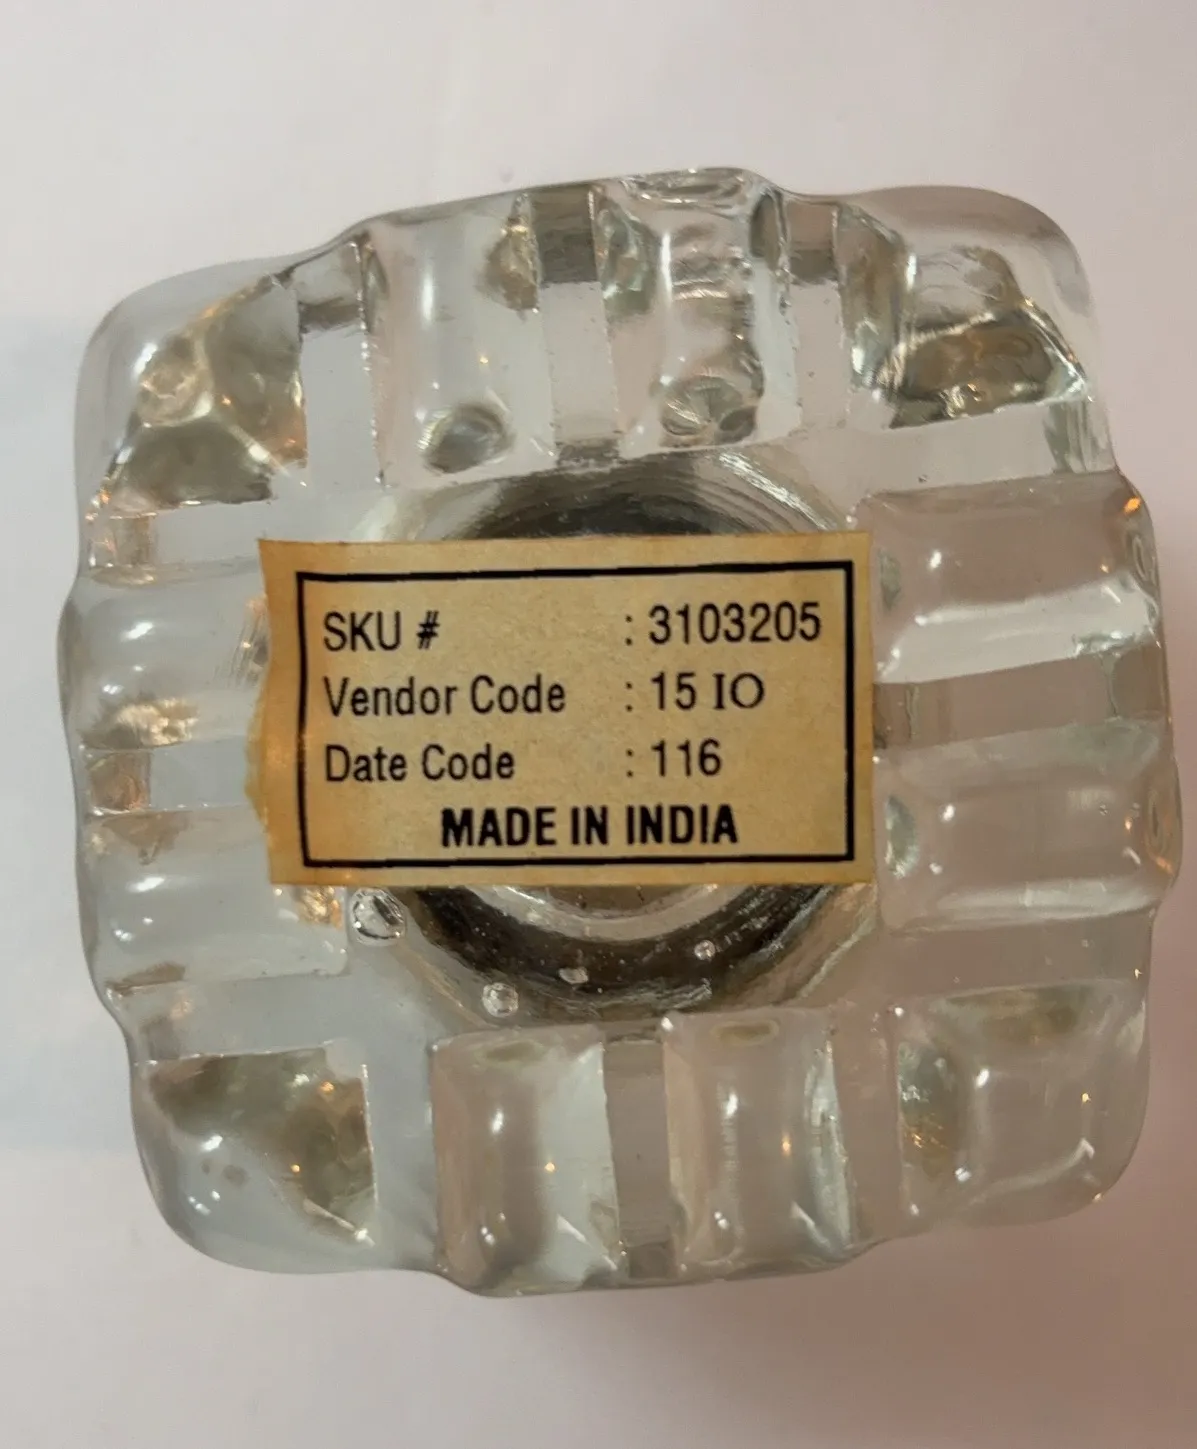 SKU # : 3103205
Vendor Code : 15 IO
Date Code : 116
MADE IN INDIA